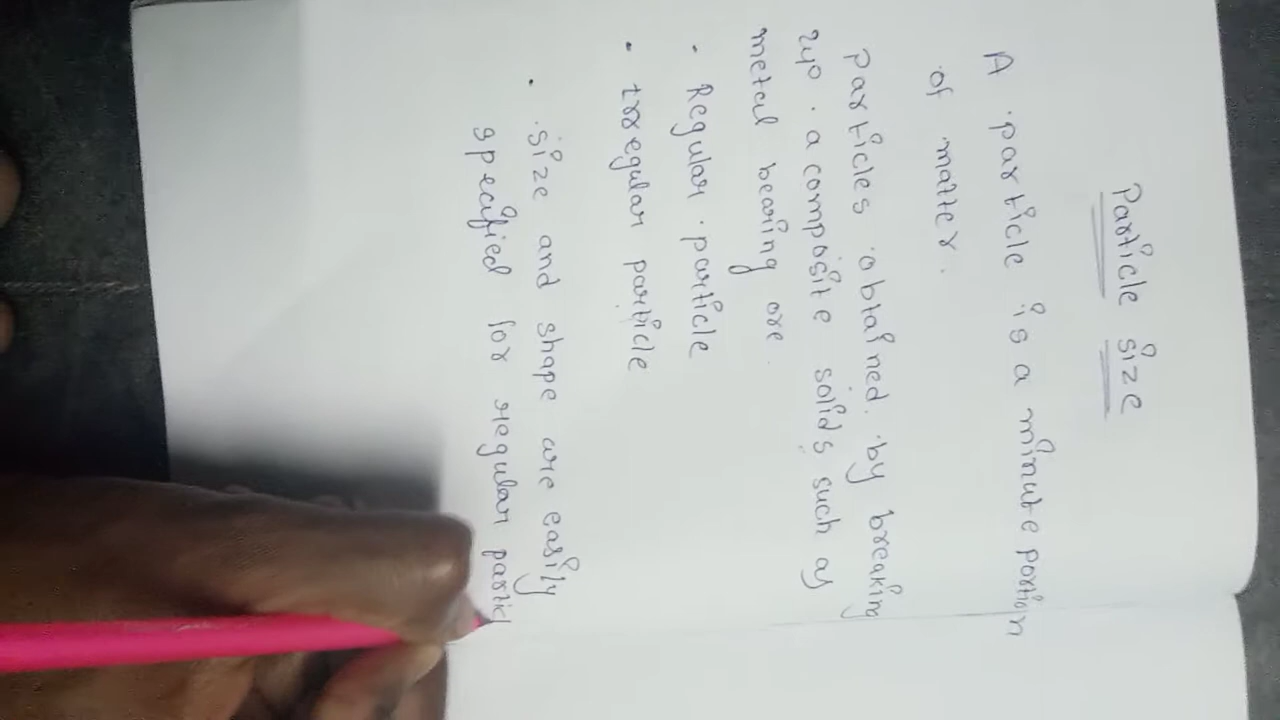 Particle size
A particle is a minute portion
of matter.
Particles obtained by breaking
up a composite solids such as
metal bearing ore.
• Regular particle
• Irregular particle
• size and shape are easily
specified for regular partic